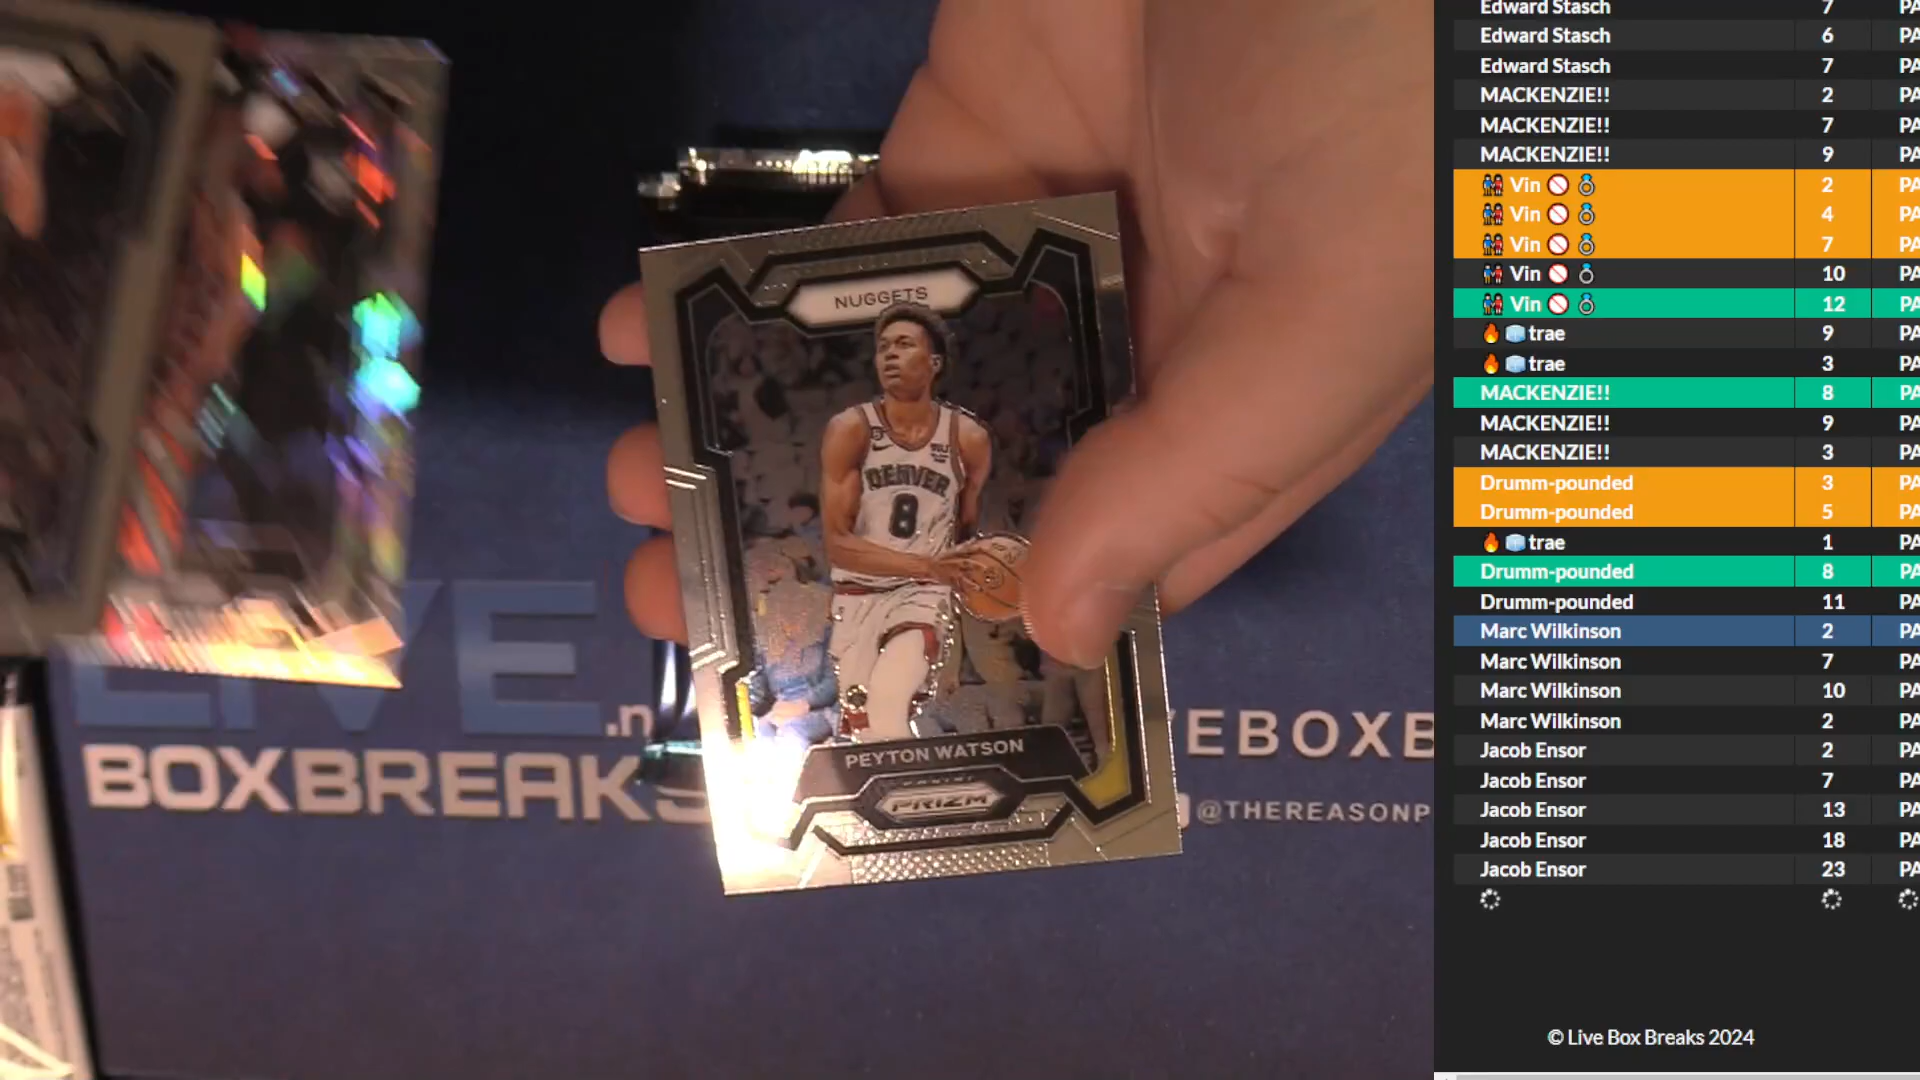 NUGGETS
DENVER
8
PEYTON WATSON
PANINI
PRIZM
LIVE.n
BOXBREAKS
EBOXB
@THEREASONP
Edward Stasch 7 PA
Edward Stasch 6 PA
Edward Stasch 7 PA
MACKENZIE!! 2 PA
MACKENZIE!! 7 PA
MACKENZIE!! 9 PA
👫 Vin 🚫 💍 2 PA
👫 Vin 🚫 💍 4 PA
👫 Vin 🚫 💍 7 PA
👫 Vin 🚫 💍 10 PA
👫 Vin 🚫 💍 12 PA
🔥🧊trae 9 PA
🔥🧊trae 3 PA
MACKENZIE!! 8 PA
MACKENZIE!! 9 PA
MACKENZIE!! 3 PA
Drumm-pounded 3 PA
Drumm-pounded 5 PA
🔥🧊trae 1 PA
Drumm-pounded 8 PA
Drumm-pounded 11 PA
Marc Wilkinson 2 PA
Marc Wilkinson 7 PA
Marc Wilkinson 10 PA
Marc Wilkinson 2 PA
Jacob Ensor 2 PA
Jacob Ensor 7 PA
Jacob Ensor 13 PA
Jacob Ensor 18 PA
Jacob Ensor 23 PA
© Live Box Breaks 2024